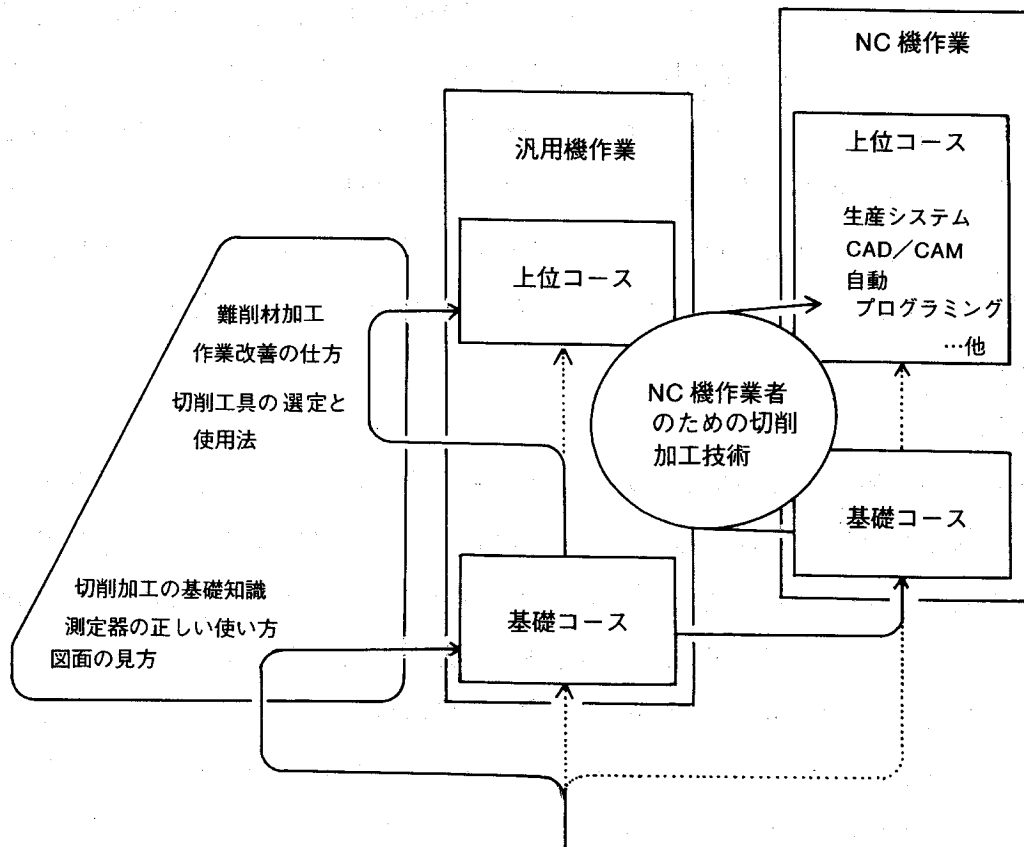 NC 機作業
上位コース
生産システム
CAD/CAM
自動
プログラミング
…他
汎用機作業
上位コース
難削材加工
作業改善の仕方
切削工具の選定と
使用法
NC 機作業者
のための切削
加工技術
基礎コース
切削加工の基礎知識
測定器の正しい使い方
図面の見方
基礎コース